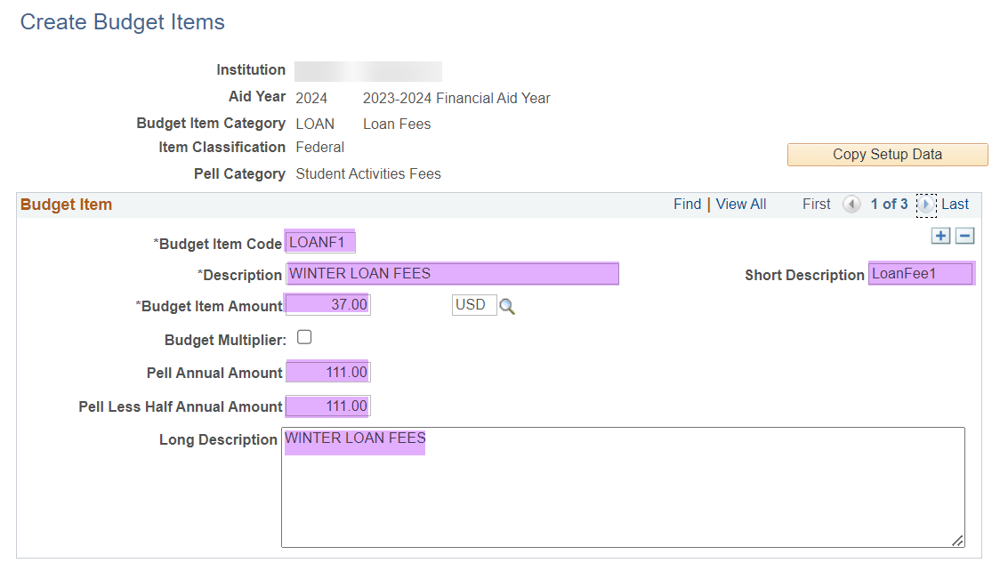 Create Budget Items
Institution
Aid Year 2024 2023-2024 Financial Aid Year
Budget Item Category LOAN Loan Fees
Item Classification Federal
Copy Setup Data
Pell Category Student Activities Fees
Budget Item Find | View All First 1 of 3 Last
*Budget Item Code LOANF1
*Description WINTER LOAN FEES Short Description LoanFee1
*Budget Item Amount 37.00 USD
Budget Multiplier:
Pell Annual Amount 111.00
Pell Less Half Annual Amount 111.00
Long Description WINTER LOAN FEES